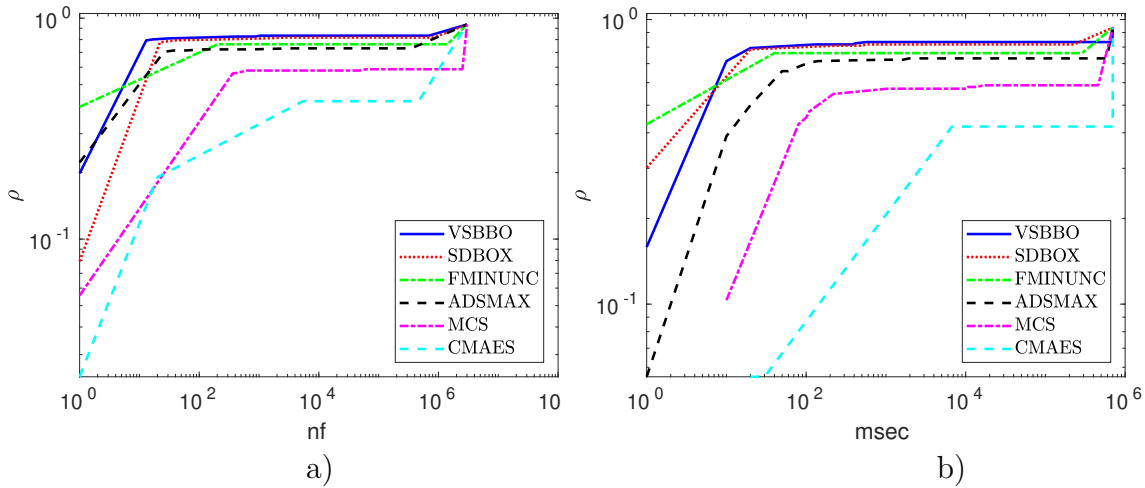 10^0
10^-1
ρ
10^0 10^2 10^4 10^6 10
nf
VSBBO
SDBOX
FMINUNC
ADSMAX
MCS
CMAES
a)
10^0
10^-1
ρ
10^0 10^2 10^4 10^6
msec
VSBBO
SDBOX
FMINUNC
ADSMAX
MCS
CMAES
b)